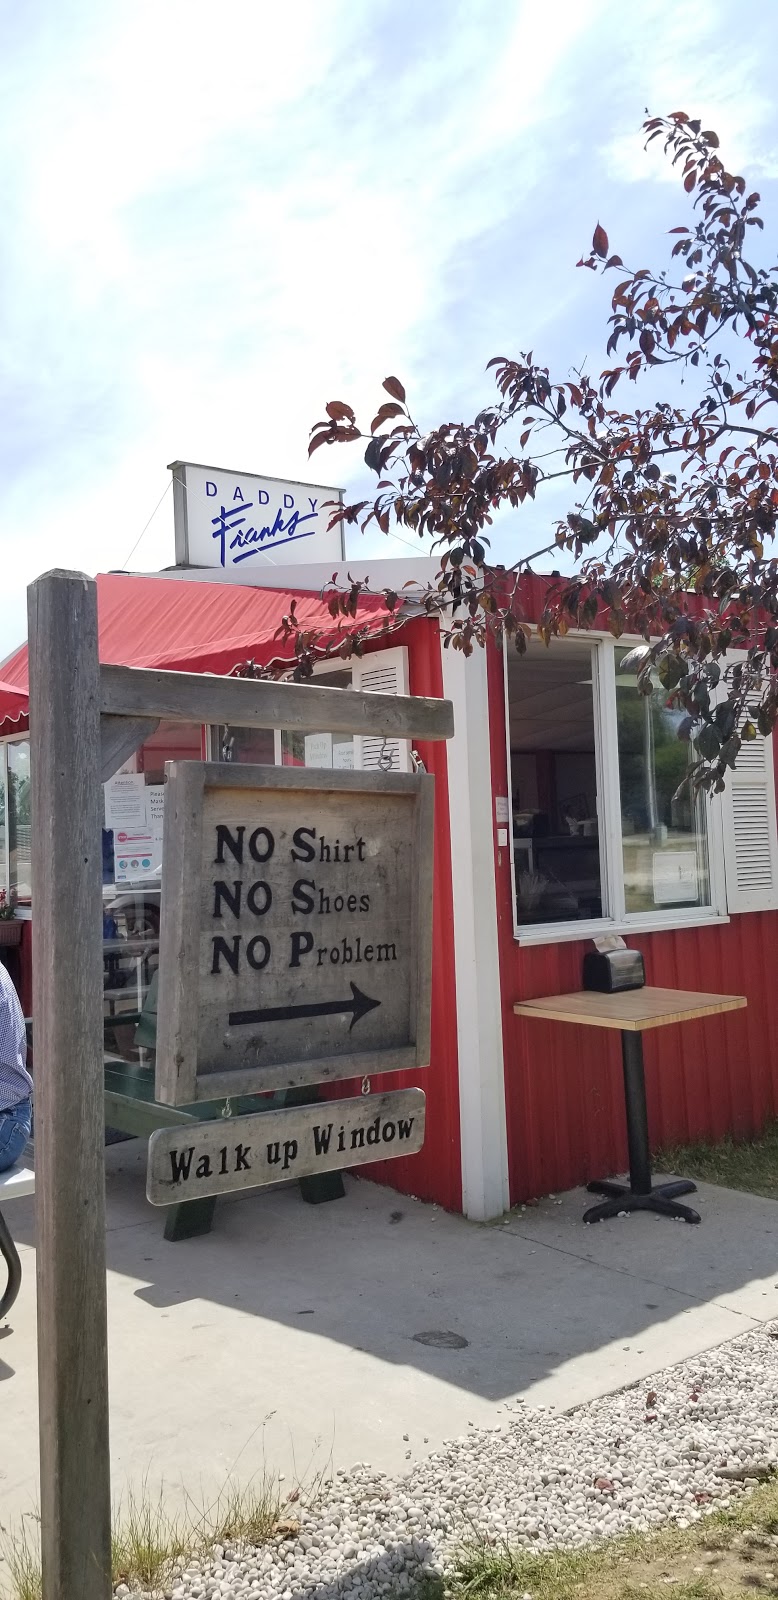 DADDY
Franks
NO Shirt
NO Shoes
NO Problem
Walk up Window